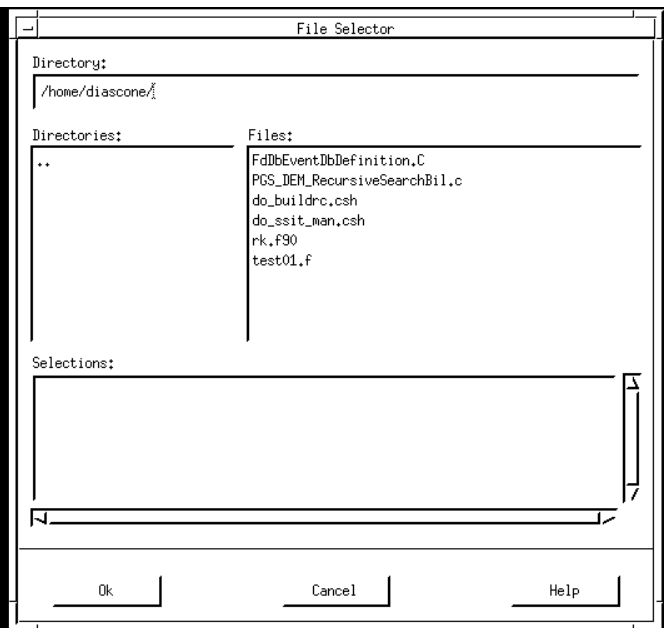 File Selector
Directory:
/home/diascone/
Directories:
..
Files:
FdDbEventDbDefinition.C
PGS_DEM_RecursiveSearchBil.c
do_buildrc.csh
do_ssit_man.csh
rk.f90
test01.f
Selections:
Ok
Cancel
Help